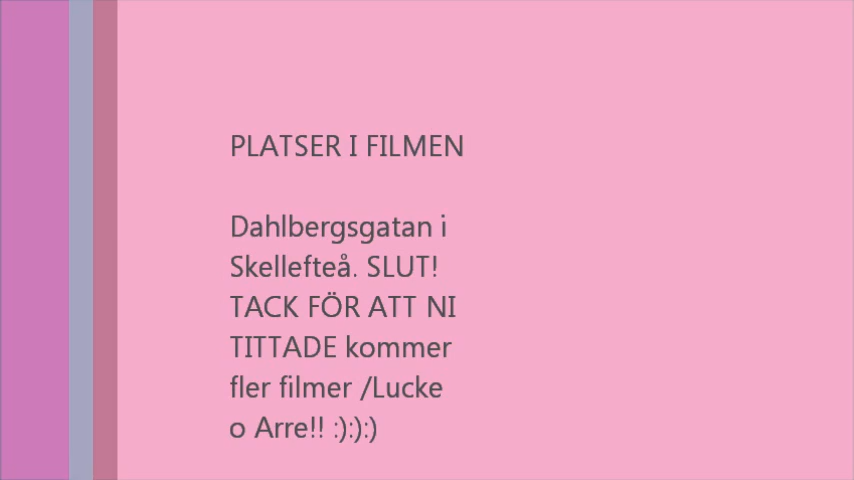 PLATSER I FILMEN
Dahlbergsgatan i
Skellefteå. SLUT!
TACK FÖR ATT NI
TITTADE kommer
fler filmer /Lucke
o Arre!! :):):)